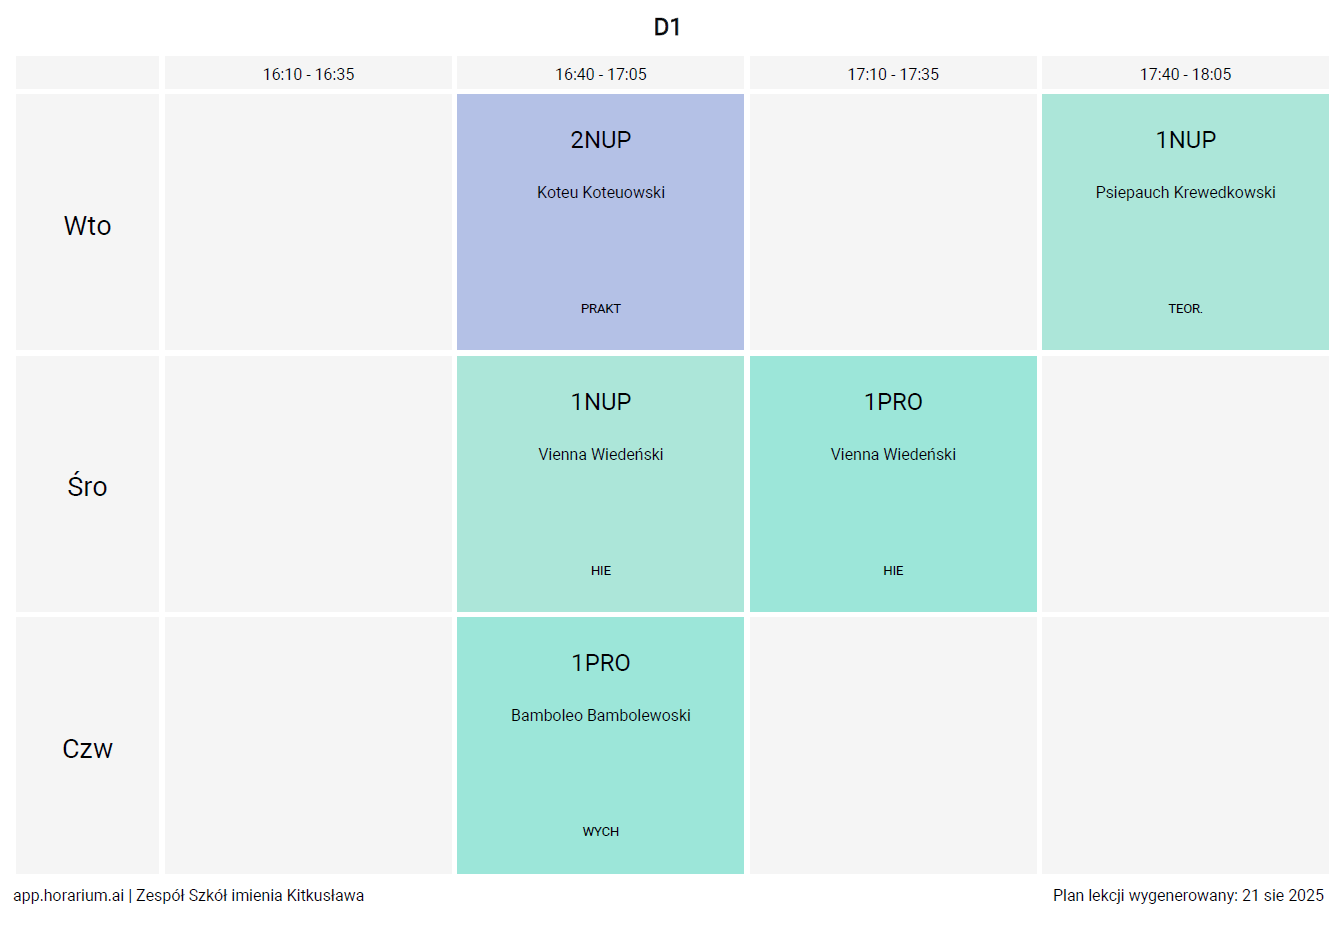 D1
16:10 - 16:35 16:40 - 17:05 17:10 - 17:35 17:40 - 18:05
Wto
2NUP
Koteu Koteuowski
PRAKT
1NUP
Psiepauch Krewedkowski
TEOR.
Śro
1NUP
Vienna Wiedeński
HIE
1PRO
Vienna Wiedeński
HIE
Czw
1PRO
Bamboleo Bambolewoski
WYCH
app.horarium.ai | Zespół Szkół imienia Kitkusława
Plan lekcji wygenerowany: 21 sie 2025